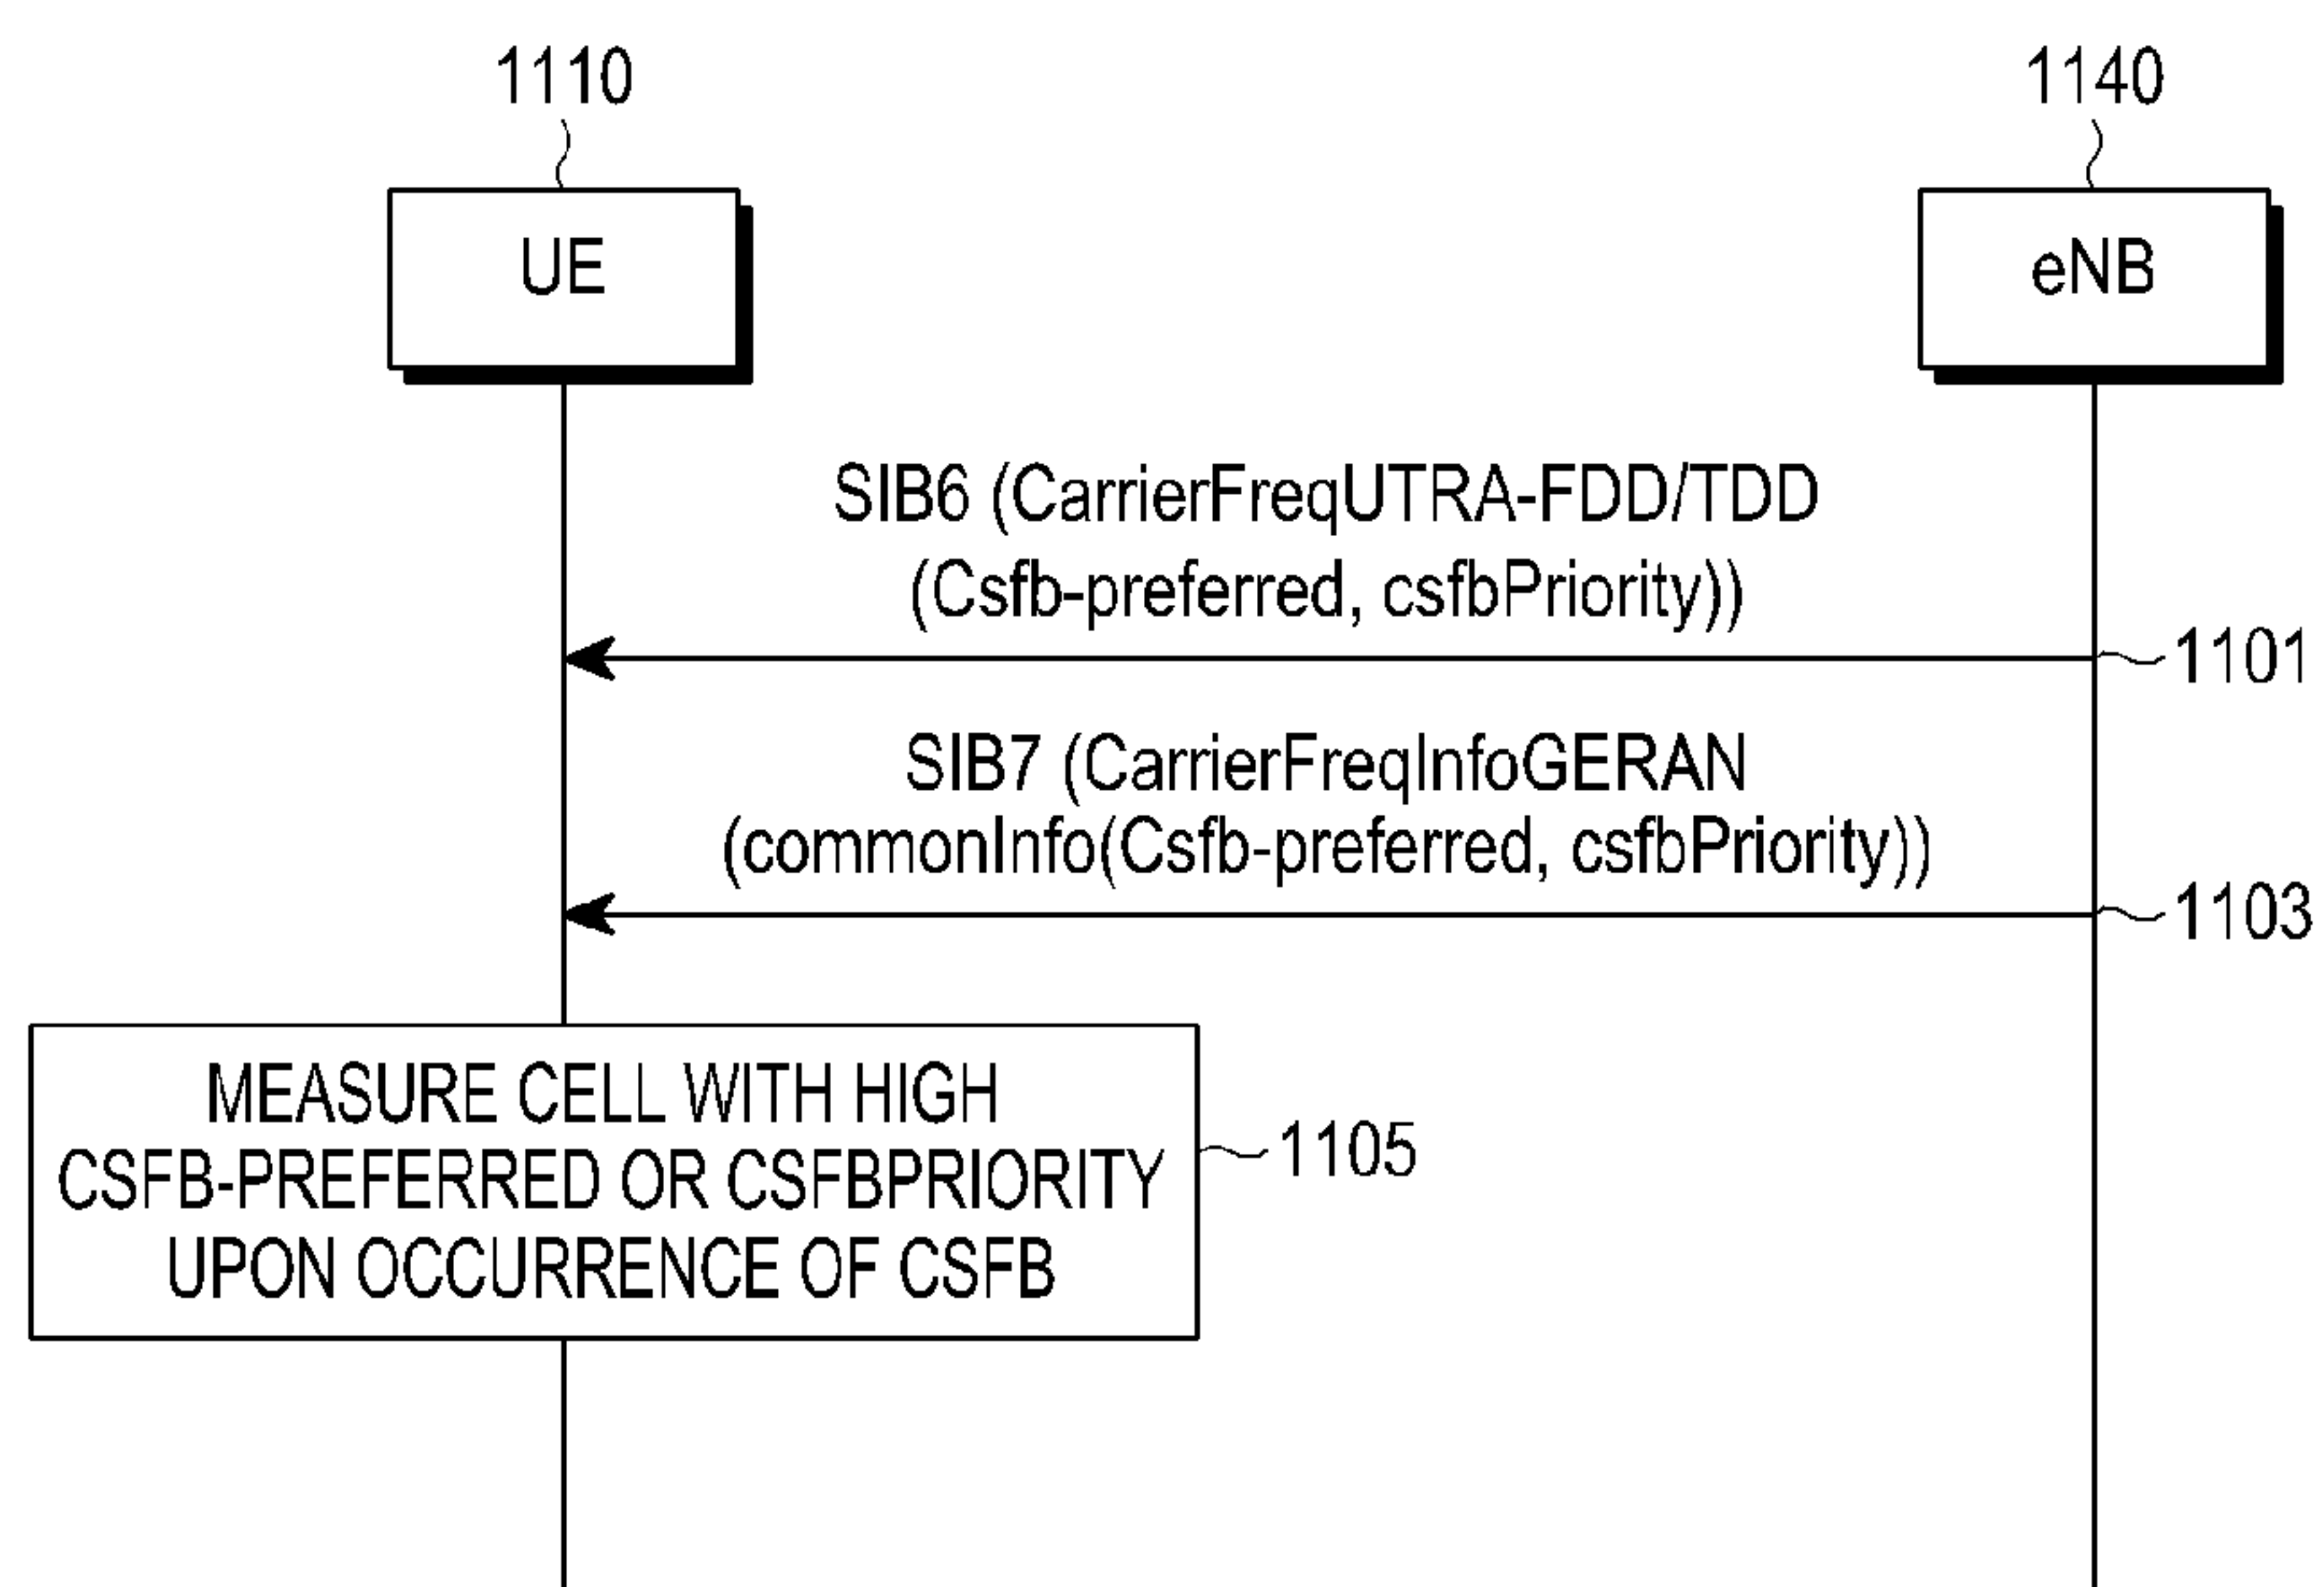 1110
1140
UE
eNB
SIB6 (CarrierFreqUTRA-FDD/TDD
(Csfb-preferred, csfbPriority))
1101
SIB7 (CarrierFreqInfoGERAN
(commonInfo(Csfb-preferred, csfbPriority))
1103
MEASURE CELL WITH HIGH
CSFB-PREFERRED OR CSFBPRIORITY
UPON OCCURRENCE OF CSFB
1105